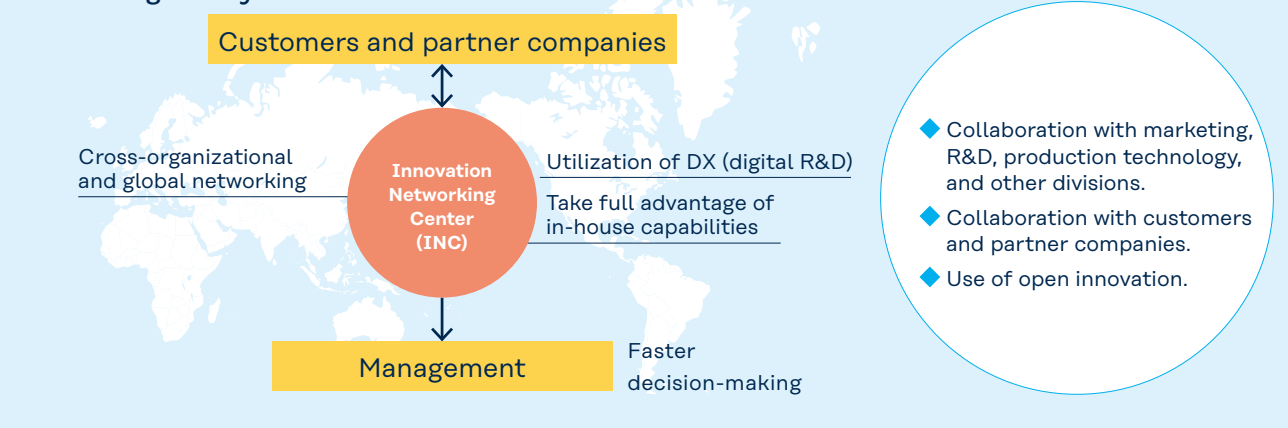 Customers and partner companies
Cross-organizational
and global networking
Innovation
Networking
Center
(INC)
Utilization of DX (digital R&D)
Take full advantage of
in-house capabilities
Management
Faster
decision-making
◆ Collaboration with marketing,
R&D, production technology,
and other divisions.
◆ Collaboration with customers
and partner companies.
◆ Use of open innovation.